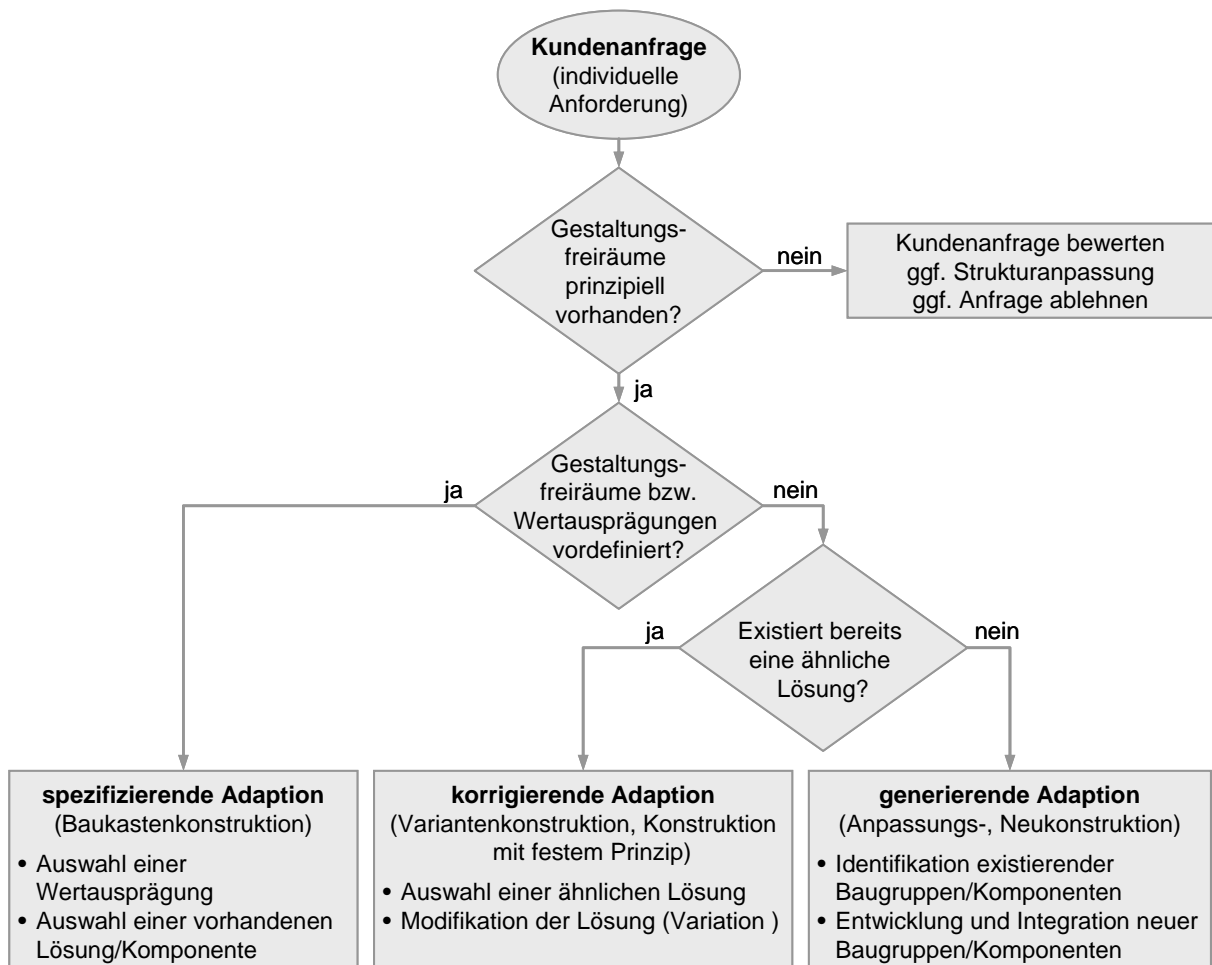 Kundenanfrage
(individuelle
Anforderung)
Gestaltungs-
freiräume
prinzipiell
vorhanden?
nein
Kundenanfrage bewerten
ggf. Strukturanpassung
ggf. Anfrage ablehnen
ja
Gestaltungs-
freiräume bzw.
Wertausprägungen
vordefiniert?
ja
nein
Existiert bereits
eine ähnliche
Lösung?
ja
nein
spezifizierende Adaption
(Baukastenkonstruktion)
• Auswahl einer
Wertausprägung
• Auswahl einer vorhandenen
Lösung/Komponente
korrigierende Adaption
(Variantenkonstruktion, Konstruktion
mit festem Prinzip)
• Auswahl einer ähnlichen Lösung
• Modifikation der Lösung (Variation )
generierende Adaption
(Anpassungs-, Neukonstruktion)
• Identifikation existierender
Baugruppen/Komponenten
• Entwicklung und Integration neuer
Baugruppen/Komponenten